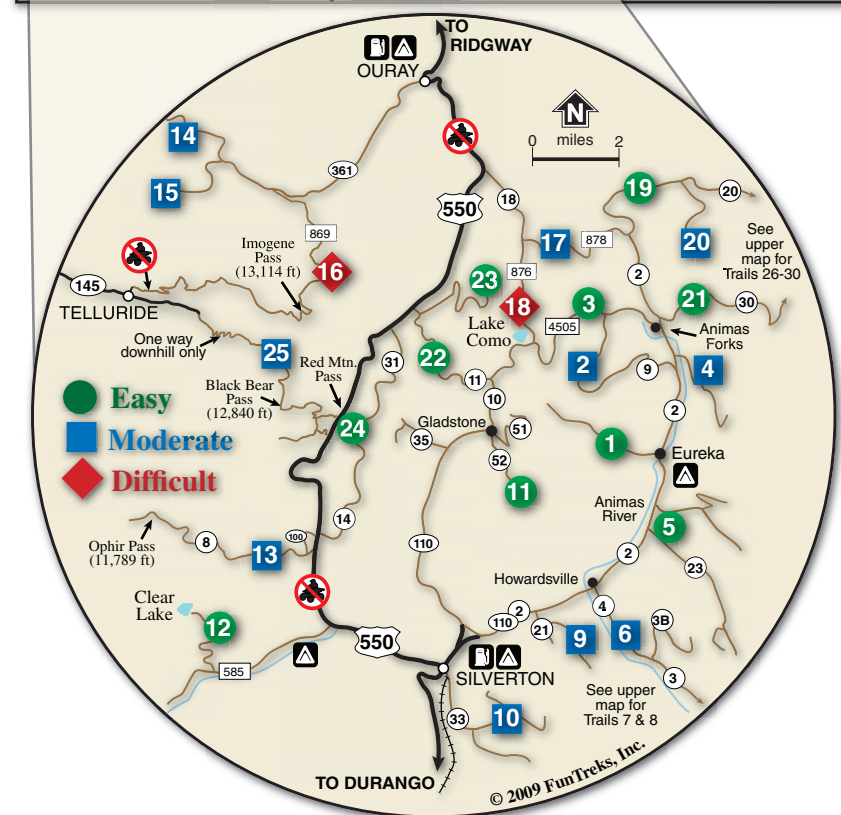 TO
RIDGWAY
OURAY
14
15
361
550
18
N
0 miles 2
19
20
17
878
20
See
upper
map for
Trails 26-30
869
Imogene
Pass
(13,114 ft)
16
2
876
23
145
TELLURIDE
18
3
21
30
Lake
Como
4505
Animas
Forks
One way
downhill only
25
Red Mtn.
Pass
31
22
2
9
4
Black Bear
Pass
(12,840 ft)
11
10
2
Easy
Moderate
Difficult
24
Gladstone
51
35
52
1
Eureka
11
Animas
River
5
14
8
13
100
Ophir Pass
(11,789 ft)
110
2
23
Howardsville
Clear
Lake
12
4
110
2
21
9
6
3B
585
550
SILVERTON
3
See upper
map for
Trails 7 & 8
33
10
TO DURANGO
© 2009 FunTreks, Inc.